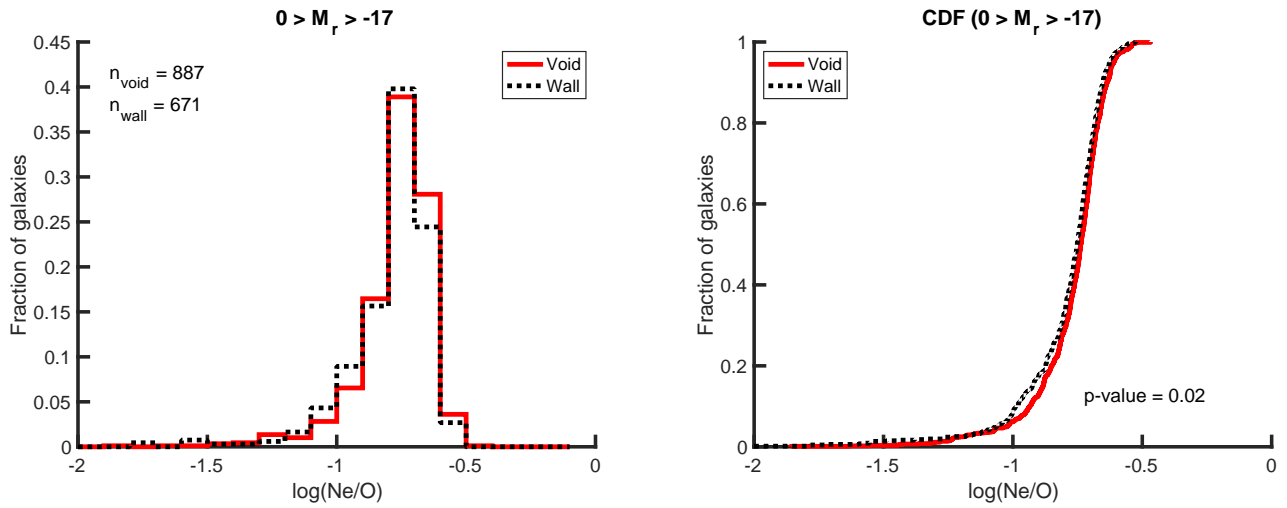 0 > M_r > -17
n_void = 887
n_wall = 671
Void
Wall
0.45
0.4
0.35
0.3
0.25
0.2
0.15
0.1
0.05
0
Fraction of galaxies
-2
-1.5
-1
-0.5
0
log(Ne/O)
CDF (0 > M_r > -17)
Void
Wall
1
0.8
0.6
0.4
0.2
0
Fraction of galaxies
p-value = 0.02
-2
-1.5
-1
-0.5
0
log(Ne/O)